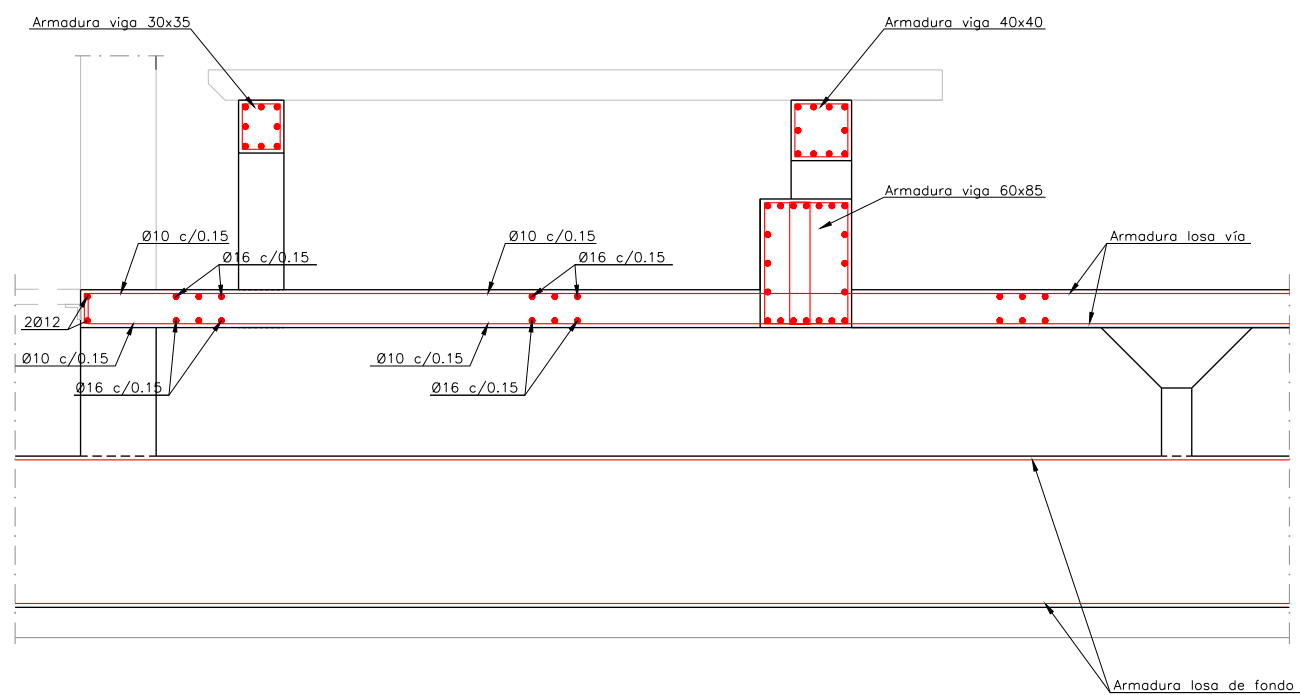 Armadura viga 30x35
Armadura viga 40x40
Armadura viga 60x85
Ø10 c/0.15
Ø16 c/0.15
Ø10 c/0.15
Ø16 c/0.15
Armadura losa vía
2Ø12
Ø10 c/0.15
Ø16 c/0.15
Ø10 c/0.15
Ø16 c/0.15
Armadura losa de fondo